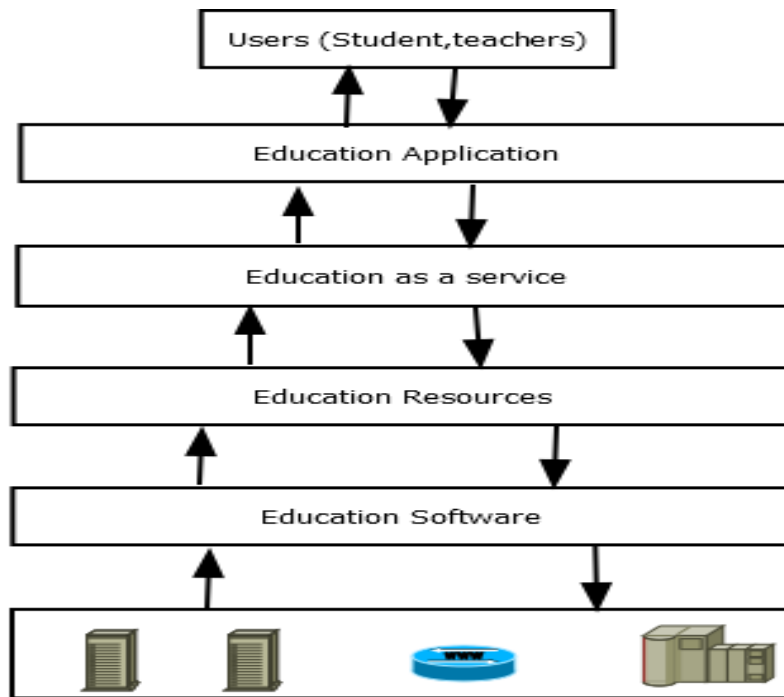 Users (Student,teachers)
Education Application
Education as a service
Education Resources
Education Software
www